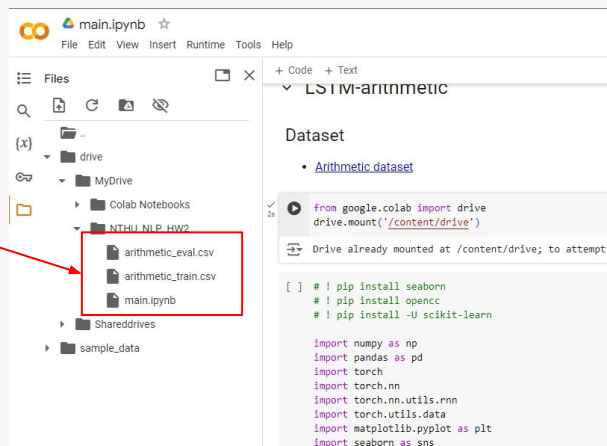 main.ipynb
File Edit View Insert Runtime Tools Help
Files
{x}
..
drive
MyDrive
Colab Notebooks
NTHU_NLP_HW2
arithmetic_eval.csv
arithmetic_train.csv
main.ipynb
Shareddrives
sample_data
+ Code + Text
LSTM-arithmetic
Dataset
Arithmetic dataset
2s
from google.colab import drive
drive.mount('/content/drive')
Drive already mounted at /content/drive; to attempt
[ ] # ! pip install seaborn
# ! pip install opencc
# ! pip install -U scikit-learn
import numpy as np
import pandas as pd
import torch
import torch.nn
import torch.nn.utils.rnn
import torch.utils.data
import matplotlib.pyplot as plt
import seaborn as sns